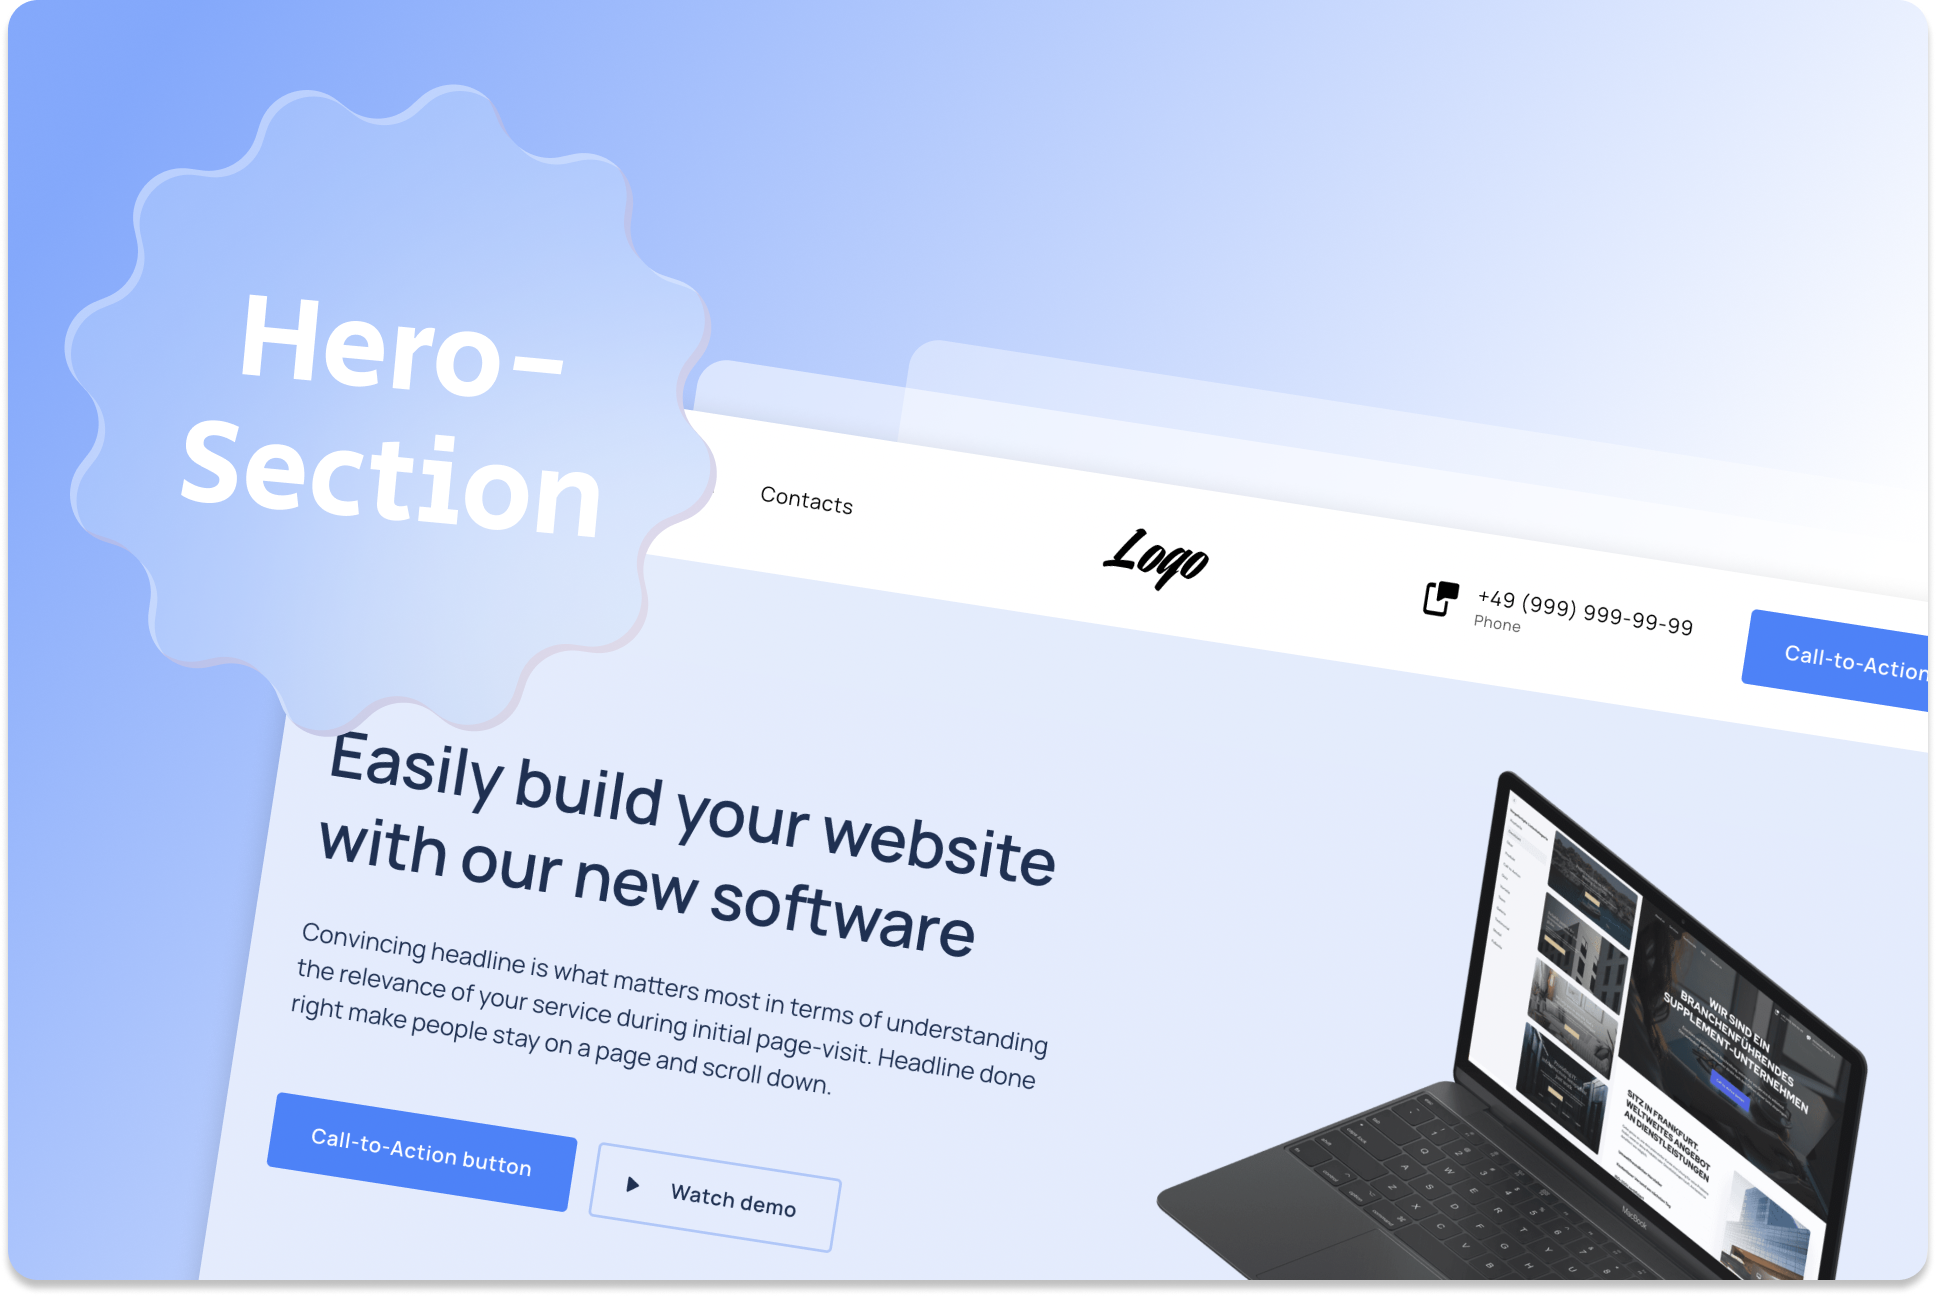 Hero-
Section
Contacts
Logo
+49 (999) 999-99-99
Phone
Call-to-Action
Easily build your website
with our new software
Convincing headline is what matters most in terms of understanding
the relevance of your service during initial page-visit. Headline done
right make people stay on a page and scroll down.
Call-to-Action button
Watch demo
WIR SIND EIN
BRANCHENFÜHRENDES
SUPPLEMENT-UNTERNEHMEN
SITZ IN FRANKFURT.
WELTWEITES ANGEBOT
AN DIENSTLEISTUNGEN
MacBook